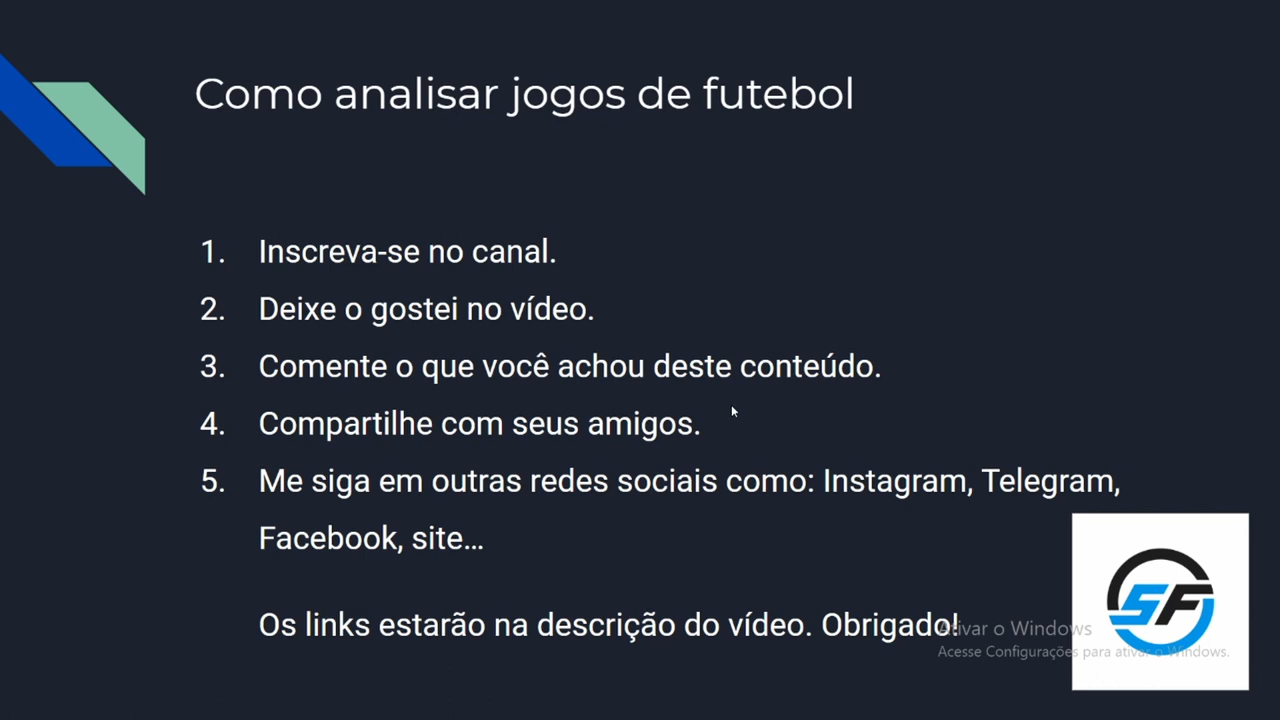 Como analisar jogos de futebol
1. Inscreva-se no canal.
2. Deixe o gostei no vídeo.
3. Comente o que você achou deste conteúdo.
4. Compartilhe com seus amigos.
5. Me siga em outras redes sociais como: Instagram, Telegram,
Facebook, site...
Os links estarão na descrição do vídeo. Obrigado!
SF
Ativar o Windows
Acesse Configurações para ativar o Windows.